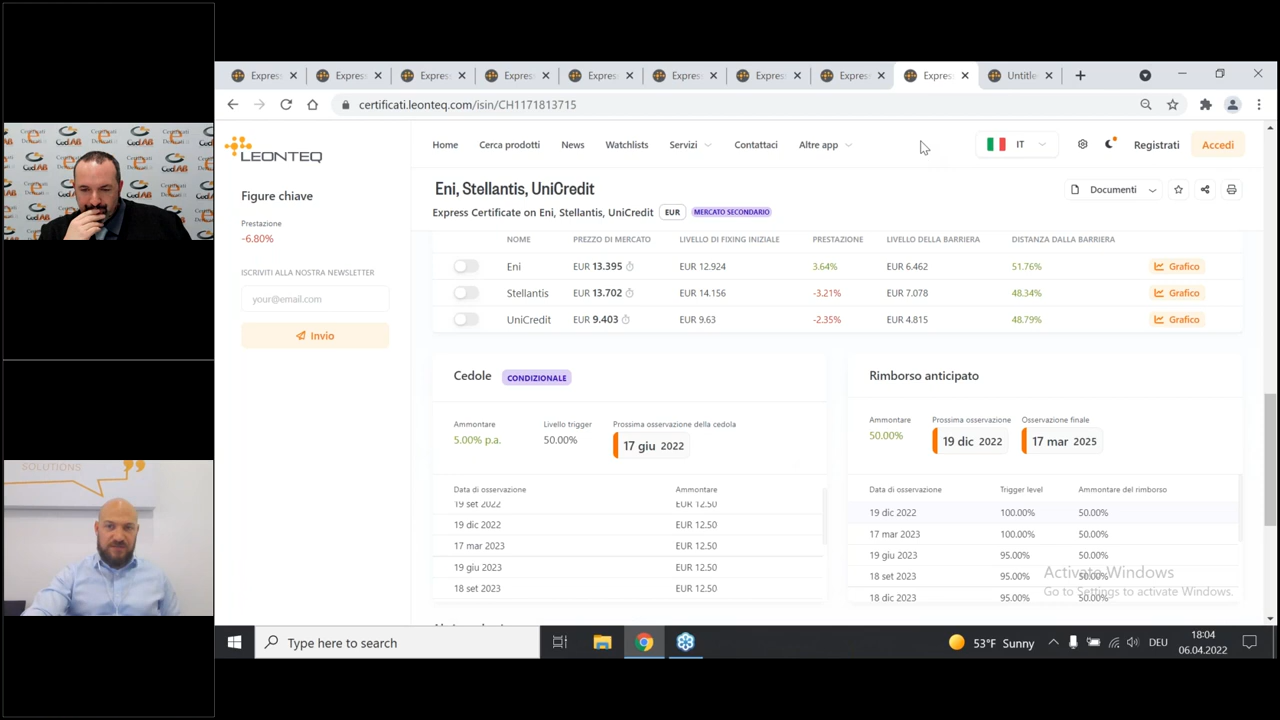 Express
Express
Express
Express
Express
Express
Express
Express
Express
Untitle
certificati.leonteq.com/isin/CH1171813715
LEONTEQ
Home Cerca prodotti News Watchlists Servizi Contattaci Altre app IT Registrati Accedi
Figure chiave
Prestazione
-6.80%
ISCRIVITI ALLA NOSTRA NEWSLETTER
your@email.com
Invio
Eni, Stellantis, UniCredit
Documenti
Express Certificate on Eni, Stellantis, UniCredit EUR MERCATO SECONDARIO
NOME PREZZO DI MERCATO LIVELLO DI FIXING INIZIALE PRESTAZIONE LIVELLO DELLA BARRIERA DISTANZA DALLA BARRIERA
Eni EUR 13.395 EUR 12.924 3.64% EUR 6.462 51.76% Grafico
Stellantis EUR 13.702 EUR 14.156 -3.21% EUR 7.078 48.34% Grafico
UniCredit EUR 9.403 EUR 9.63 -2.35% EUR 4.815 48.79% Grafico
Cedole CONDIZIONALE
Ammontare Livello trigger Prossima osservazione della cedola
5.00% p.a. 50.00% 17 giu 2022
Data di osservazione Ammontare
19 set 2022 EUR 12.50
19 dic 2022 EUR 12.50
17 mar 2023 EUR 12.50
19 giu 2023 EUR 12.50
18 set 2023 EUR 12.50
Rimborso anticipato
Ammontare Prossima osservazione Osservazione finale
50.00% 19 dic 2022 17 mar 2025
Data di osservazione Trigger level Ammontare del rimborso
19 dic 2022 100.00% 50.00%
17 mar 2023 100.00% 50.00%
19 giu 2023 95.00% 50.00%
18 set 2023 95.00% 50.00%
18 dic 2023 95.00% 50.00%
Activate Windows
Go to Settings to activate Windows.
Type here to search
53°F Sunny
DEU
18:04
06.04.2022
SOLUTIONS